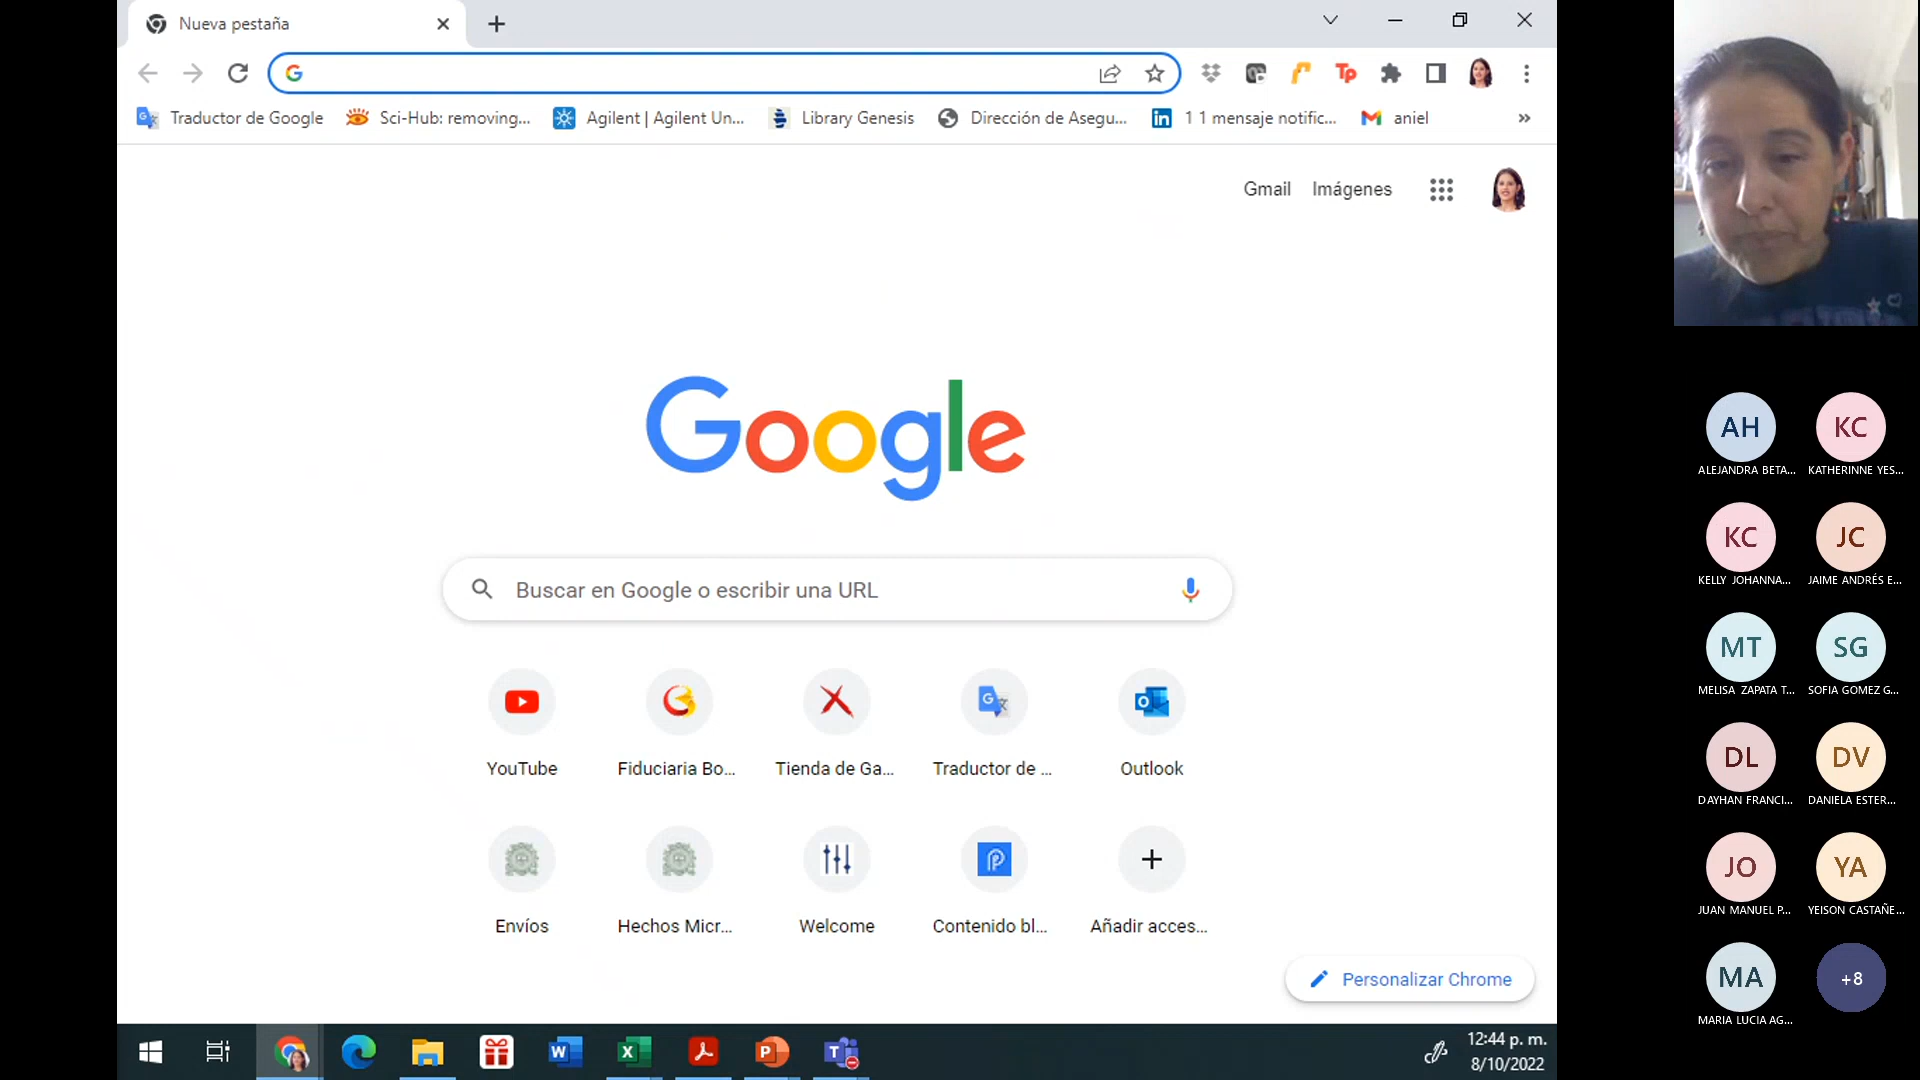 Nueva pestaña
Traductor de Google
Sci-Hub: removing...
Agilent | Agilent Un...
Library Genesis
Dirección de Asegu...
1 1 mensaje notific...
aniel
»
Gmail
Imágenes
Google
Buscar en Google o escribir una URL
YouTube
Fiduciaria Bo...
Tienda de Ga...
Traductor de ...
Outlook
Envíos
Hechos Micr...
Welcome
Contenido bl...
Añadir acces...
Personalizar Chrome
12:44 p. m.
8/10/2022
AH
KC
ALEJANDRA BETA...
KATHERINNE YES...
KC
JC
KELLY JOHANNA...
JAIME ANDRÉS E...
MT
SG
MELISA ZAPATA T...
SOFIA GOMEZ G...
DL
DV
DAYHAN FRANCI...
DANIELA ESTER...
JO
YA
JUAN MANUEL P...
YEISON CASTAÑE...
MA
+8
MARIA LUCIA AG...